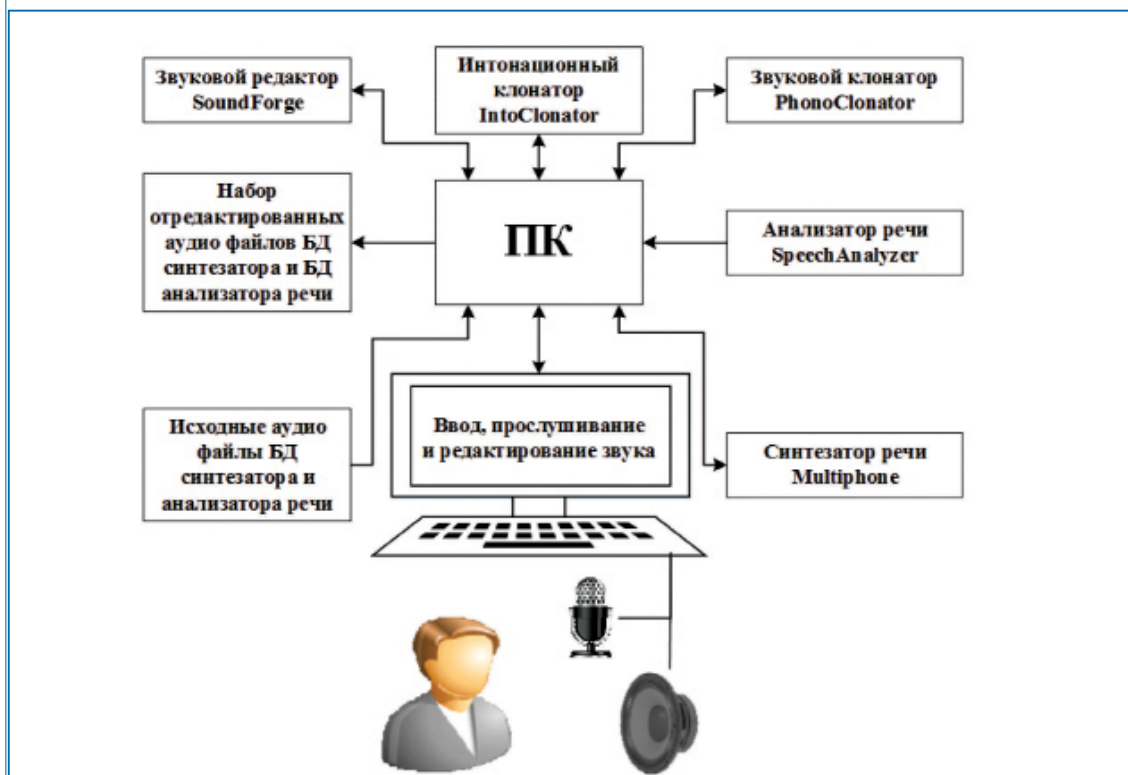 Звуковой редактор
SoundForge
Интонационный
клонатор
IntoClonator
Звуковой клонатор
PhonoClonator
Набор
отредактированных
аудио файлов БД
синтезатора и БД
анализатора речи
ПК
Анализатор речи
SpeechAnalyzer
Исходные аудио
файлы БД
синтезатора и
анализатора речи
Ввод, прослушивание
и редактирование звука
Синтезатор речи
Multiphone